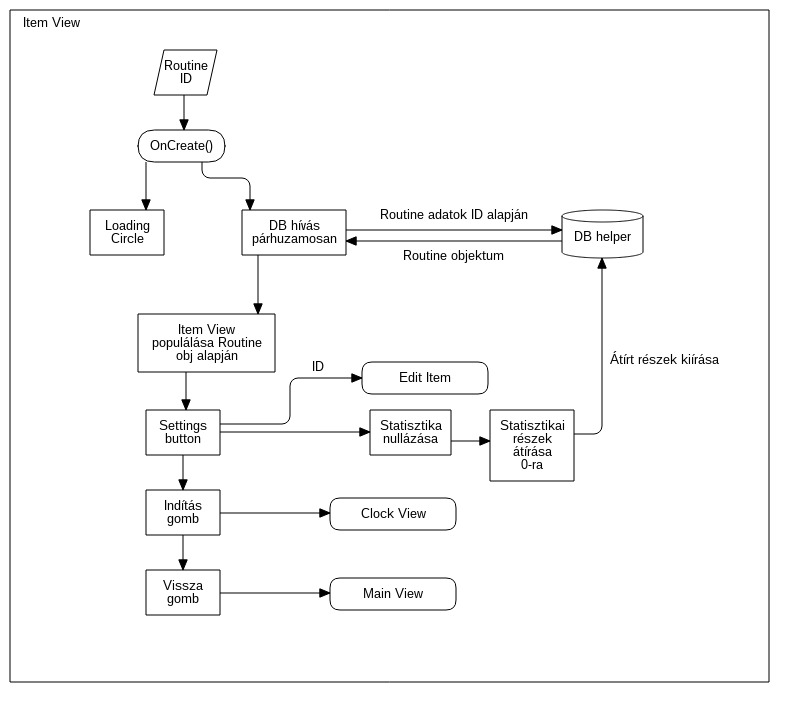 Item View
Routine
ID
OnCreate()
Loading
Circle
DB hívás
párhuzamosan
Routine adatok ID alapján
Routine objektum
DB helper
Item View
populálása Routine
obj alapján
Átírt részek kiírása
ID
Edit Item
Settings
button
Statisztika
nullázása
Statisztikai
részek
átírása
0-ra
Indítás
gomb
Clock View
Vissza
gomb
Main View